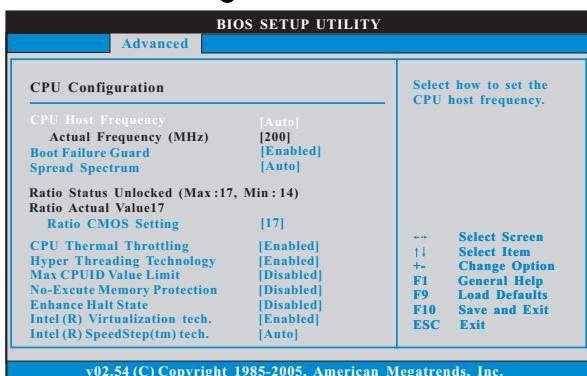 BIOS SETUP UTILITY
Advanced
CPU Configuration
CPU Host Frequency [Auto]
Actual Frequency (MHz) [200]
Boot Failure Guard [Enabled]
Spread Spectrum [Auto]
Ratio Status Unlocked (Max :17, Min : 14)
Ratio Actual Value17
Ratio CMOS Setting [17]
CPU Thermal Throttling [Enabled]
Hyper Threading Technology [Enabled]
Max CPUID Value Limit [Disabled]
No-Excute Memory Protection [Disabled]
Enhance Halt State [Disabled]
Intel (R) Virtualization tech. [Enabled]
Intel (R) SpeedStep(tm) tech. [Auto]
Select how to set the
CPU host frequency.
←→ Select Screen
↑↓ Select Item
+- Change Option
F1 General Help
F9 Load Defaults
F10 Save and Exit
ESC Exit
v02.54 (C) Copyright 1985-2005, American Megatrends, Inc.